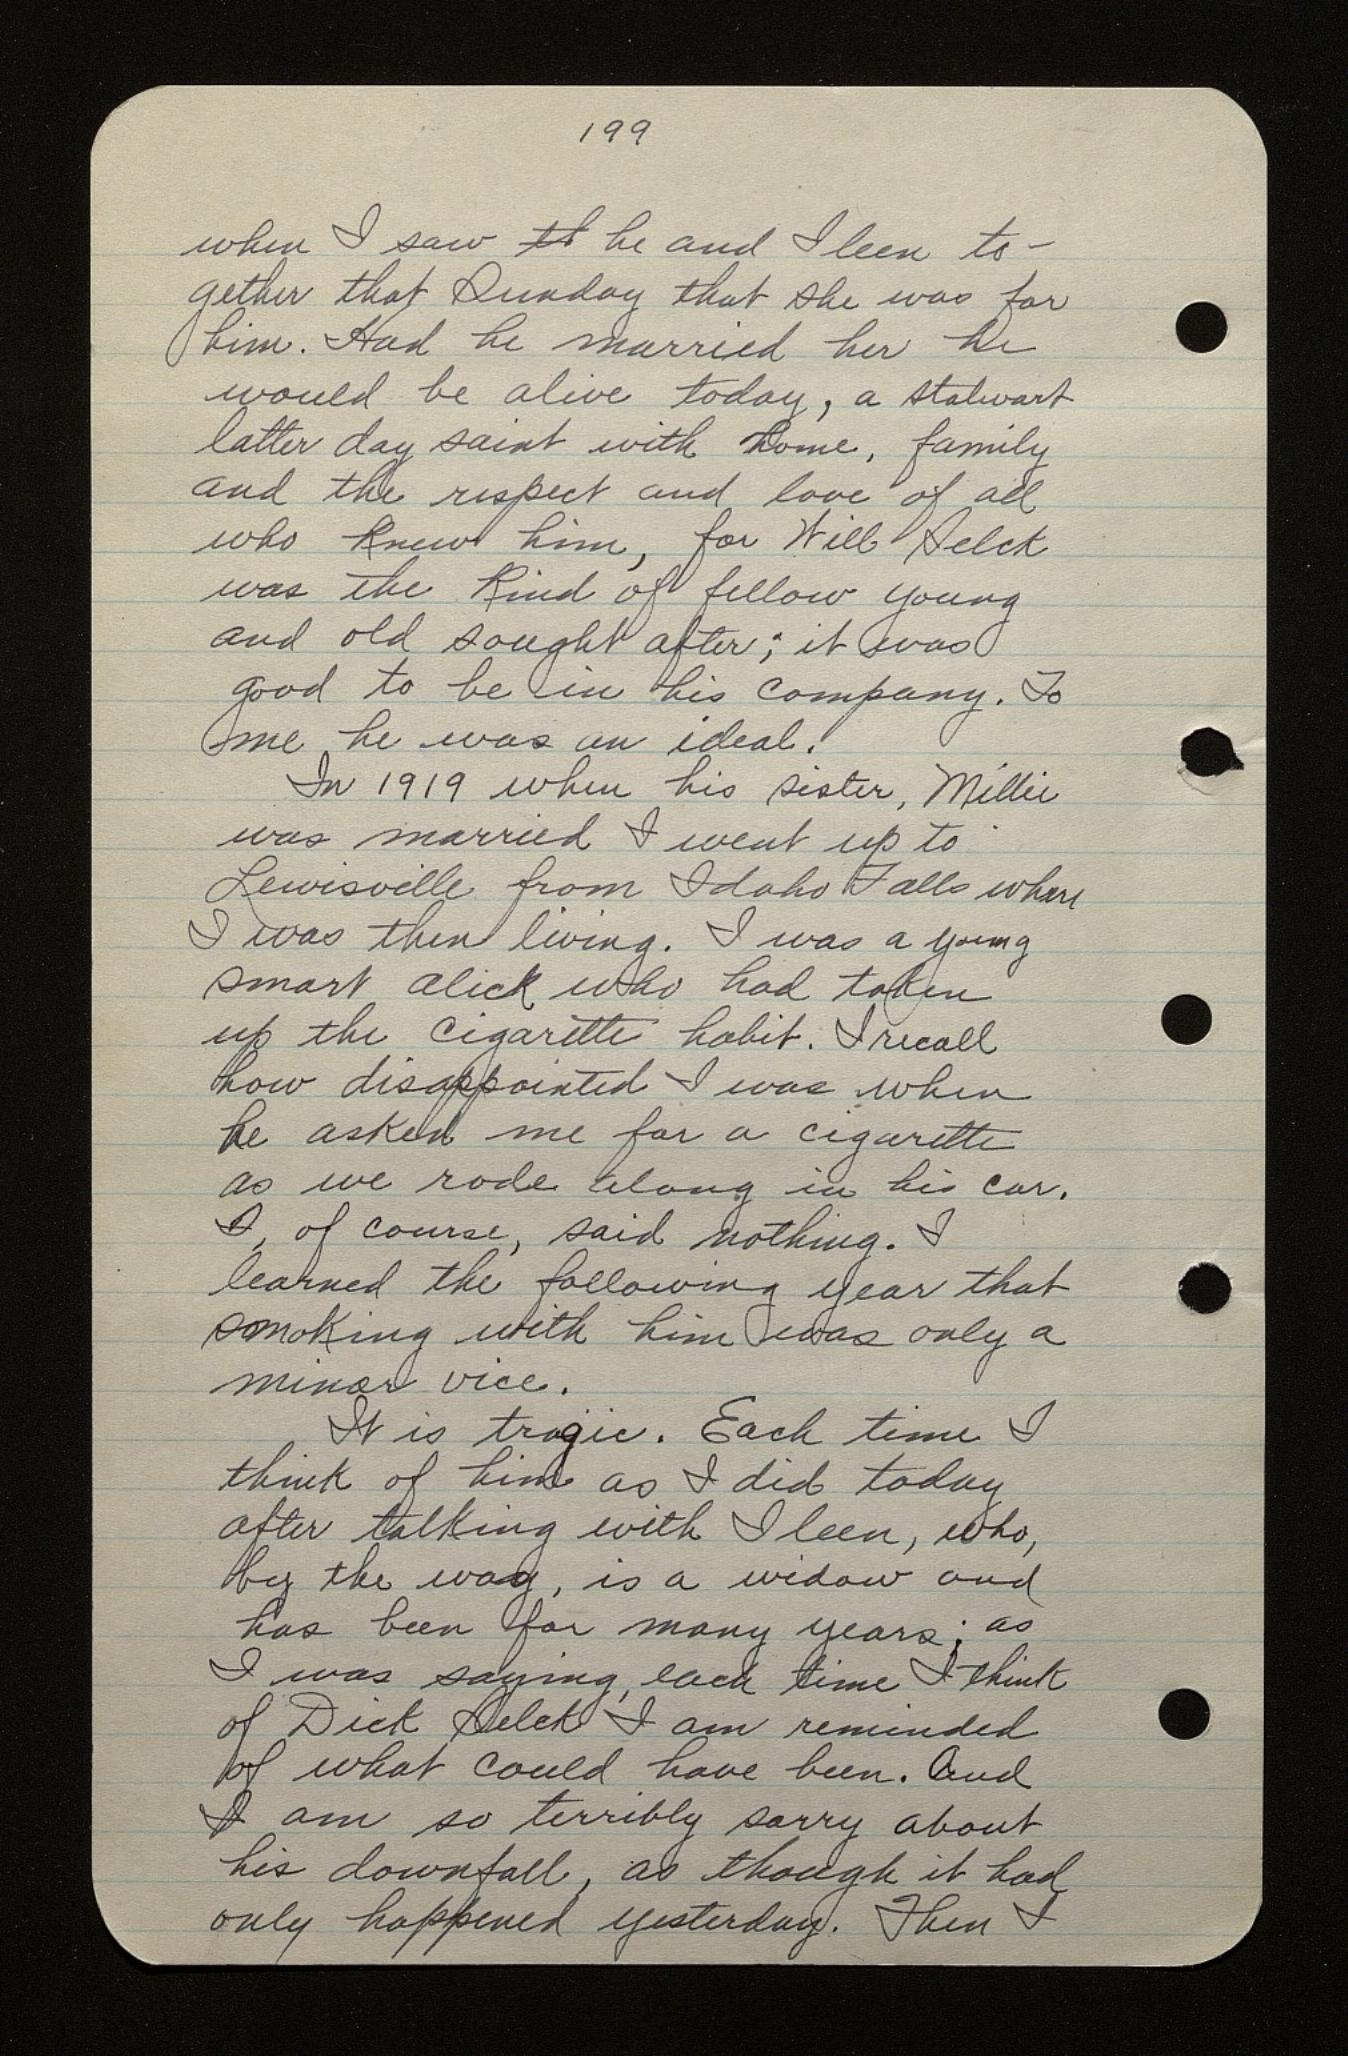 199
when I saw th he and Ileen to-
gether that Sunday that she was for
him. Had he married her he
would be alive today, a stalwart
latter day saint with home, family
and the respect and love of all
who knew him, for Will Selck
was the kind of fellow young
and old sought after; it was
good to be in his company. To
me he was an ideal.
In 1919 when his sister, Millie
was married I went up to
Lewisville from Idaho Falls where
I was then living. I was a young
smart alick who had taken
up the cigarette habit. I recall
how disappointed I was when
he asked me for a cigarette
as we rode along in his car.
I, of course, said nothing. I
learned the following year that
smoking with him was only a
minor vice.
It is tragic. Each time I
think of him as I did today
after talking with Ileen, who,
by the way, is a widow and
has been for many years; as
I was saying, each time I think
of Dick Selck I am reminded
of what could have been. And
I am so terribly sorry about
his downfall, as though it had
only happened yesterday. Then I